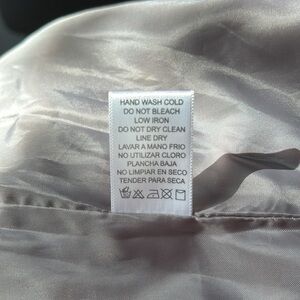 HAND WASH COLD
DO NOT BLEACH
LOW IRON
DO NOT DRY CLEAN
LINE DRY
LAVAR A MANO FRIO
NO UTILIZAR CLORO
PLANCHA BAJA
NO LIMPIAR EN SECO
TENDER PARA SECA